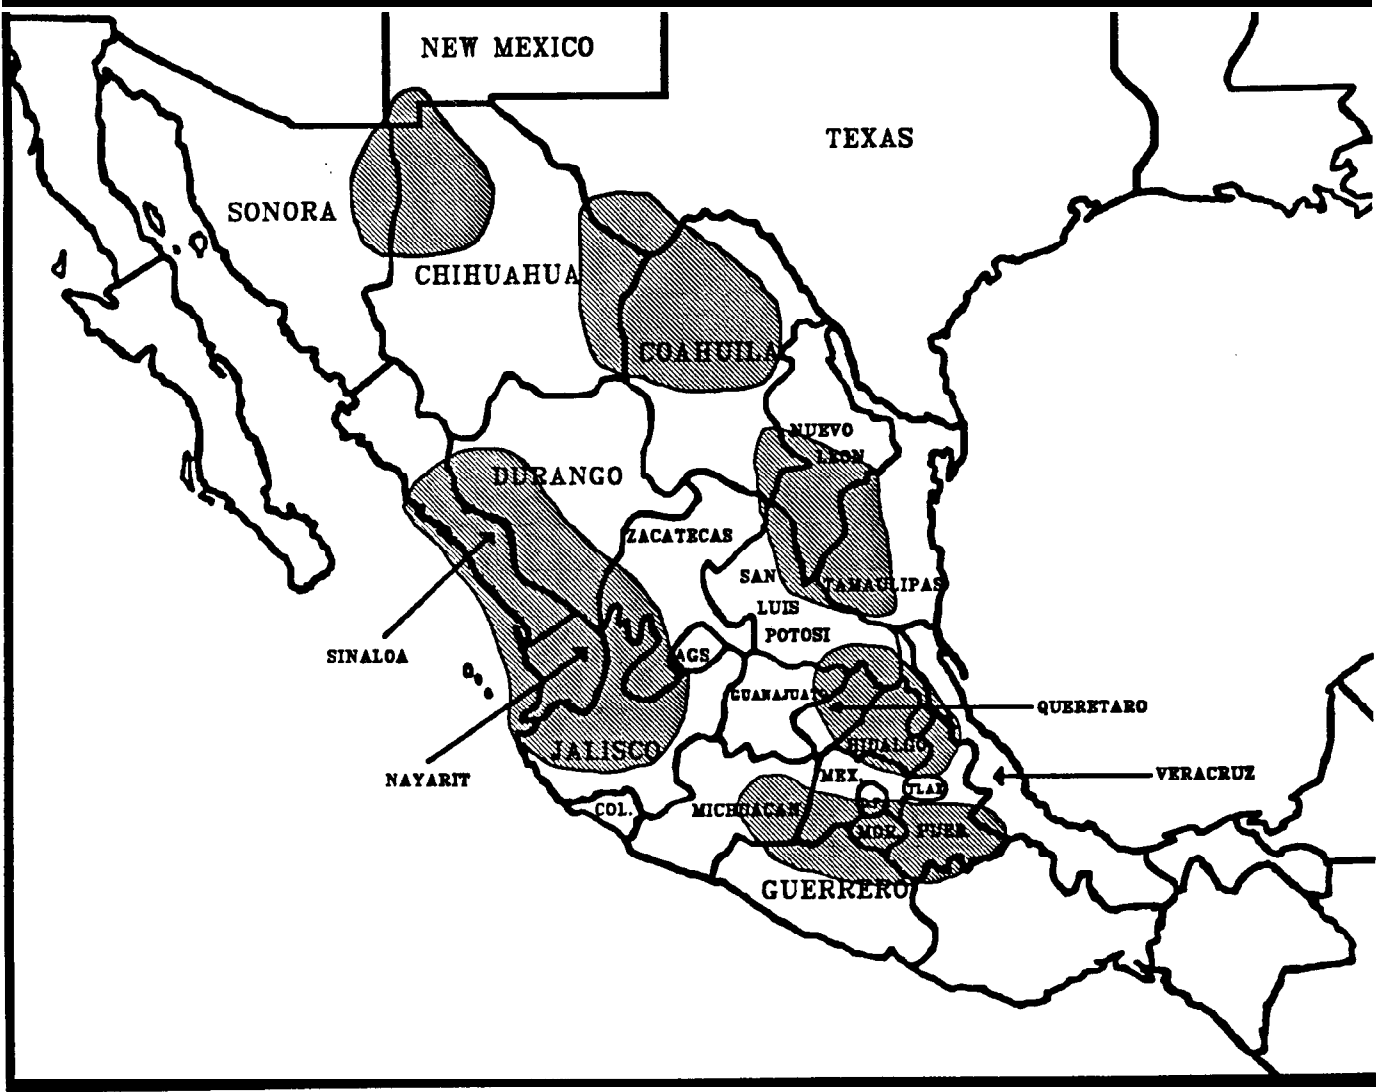 NEW MEXICO
TEXAS
SONORA
CHIHUAHUA
COAHUILA
NUEVO
LEON
DURANGO
ZACATECAS
SAN
TAMAULIPAS
LUIS
POTOSI
SINALOA
AGS
GUANAJUATO
QUERETARO
JALISCO
HIDALGO
NAYARIT
MEX.
VERACRUZ
TLAX
COL.
MICHUACAN
D.F.
MOR.
PUEB.
GUERRERO